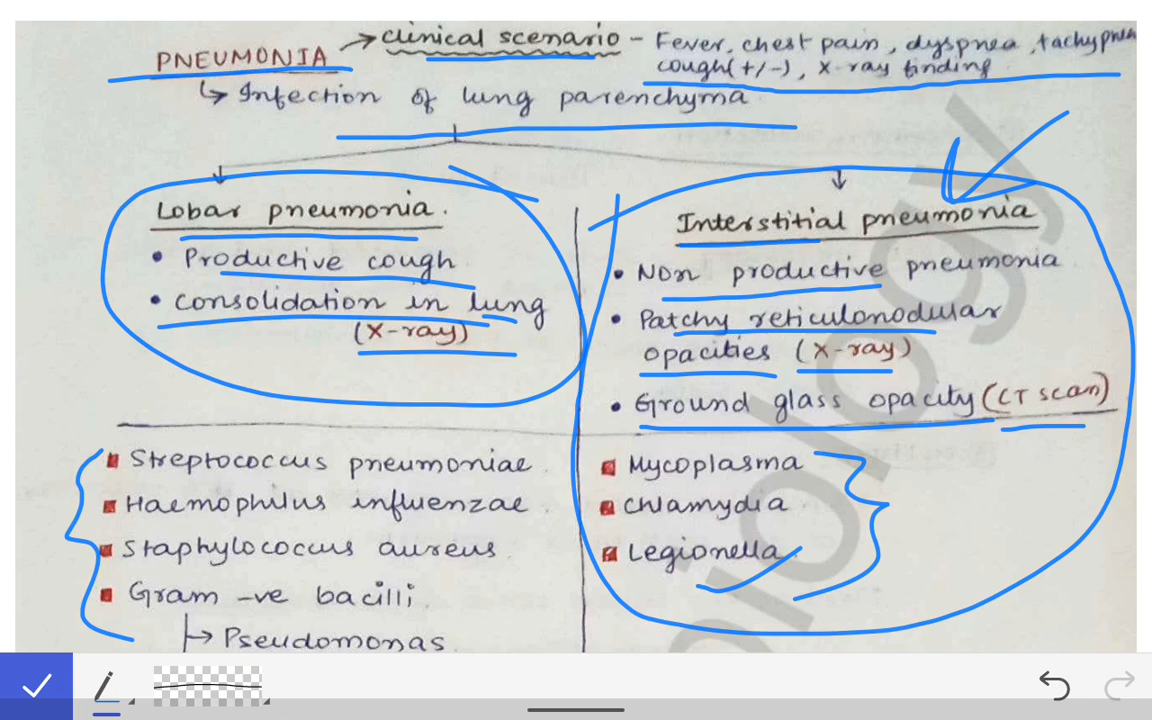 PNEUMONIA → clinical scenario - Fever, chest pain, dyspnea, tachypnea
cough(+/-), X-ray finding
↳ Infection of lung parenchyma
Lobar pneumonia.
• Productive cough
• Consolidation in lung
(X-ray)
Streptococcus pneumoniae
Haemophilus influenzae
Staphylococcus aureus
Gram -ve bacilli
↳ Pseudomonas
Interstitial pneumonia
• Non productive pneumonia
• Patchy reticulonodular
opacities (X-ray)
• Ground glass opacity (CT scan)
Mycoplasma
Chlamydia
Legionella